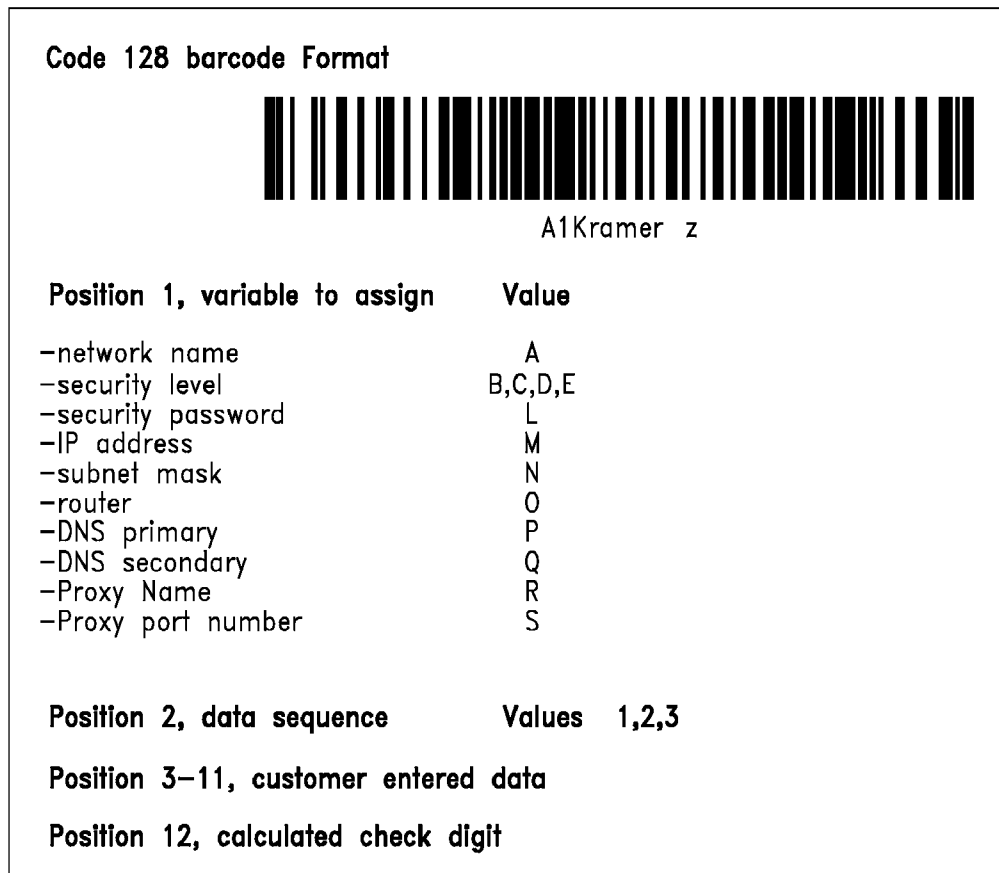 Code 128 barcode Format
A1Kramer z
Position 1, variable to assign Value
-network name A
-security level B,C,D,E
-security password L
-IP address M
-subnet mask N
-router O
-DNS primary P
-DNS secondary Q
-Proxy Name R
-Proxy port number S
Position 2, data sequence Values 1,2,3
Position 3-11, customer entered data
Position 12, calculated check digit